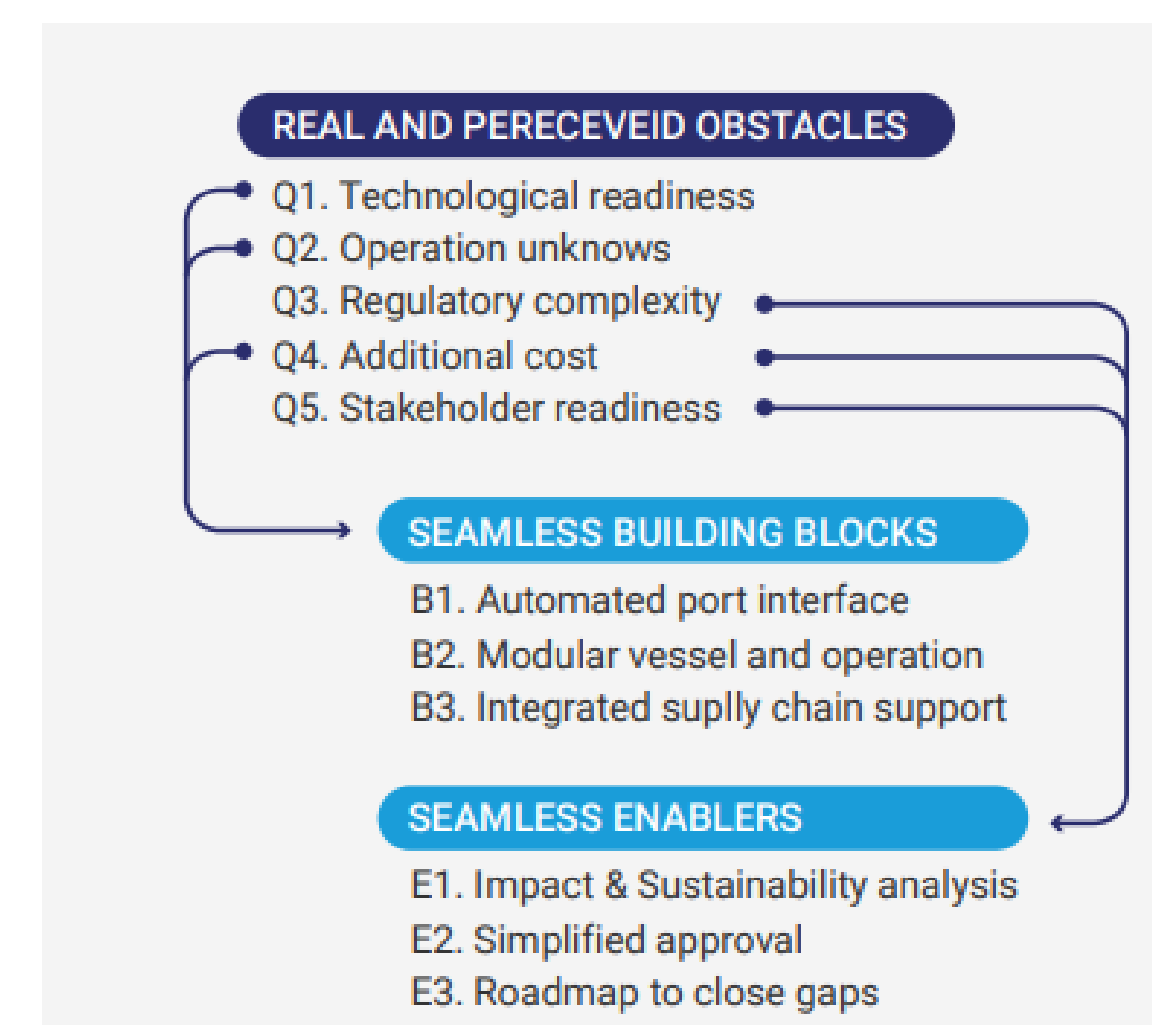 REAL AND PERECEVEID OBSTACLES
Q1. Technological readiness
Q2. Operation unknows
Q3. Regulatory complexity
Q4. Additional cost
Q5. Stakeholder readiness
SEAMLESS BUILDING BLOCKS
B1. Automated port interface
B2. Modular vessel and operation
B3. Integrated suplly chain support
SEAMLESS ENABLERS
E1. Impact & Sustainability analysis
E2. Simplified approval
E3. Roadmap to close gaps